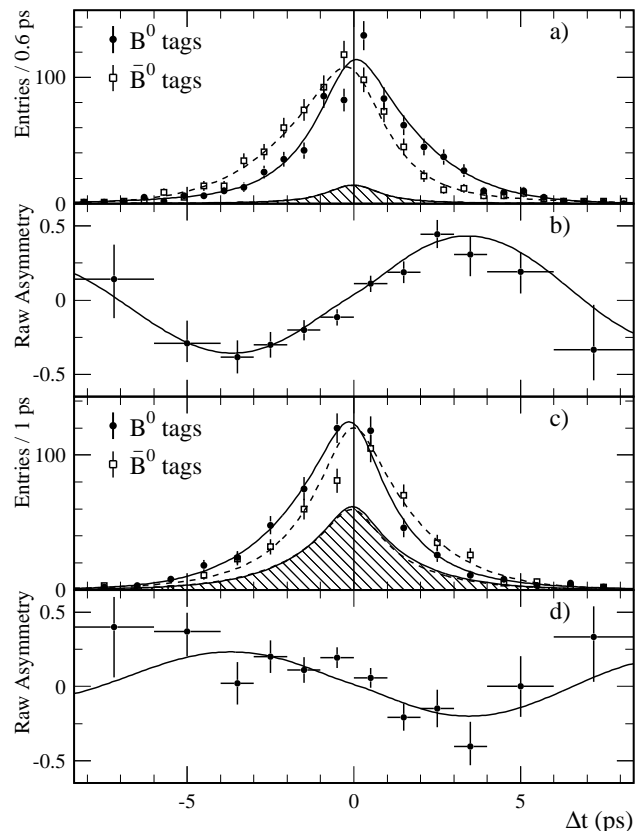 a)
Entries / 0.6 ps
B⁰ tags
B̄⁰ tags
100
0
b)
Raw Asymmetry
0.5
0
-0.5
c)
Entries / 1 ps
B⁰ tags
B̄⁰ tags
100
0
d)
Raw Asymmetry
0.5
0
-0.5
-5
0
5
Δt (ps)